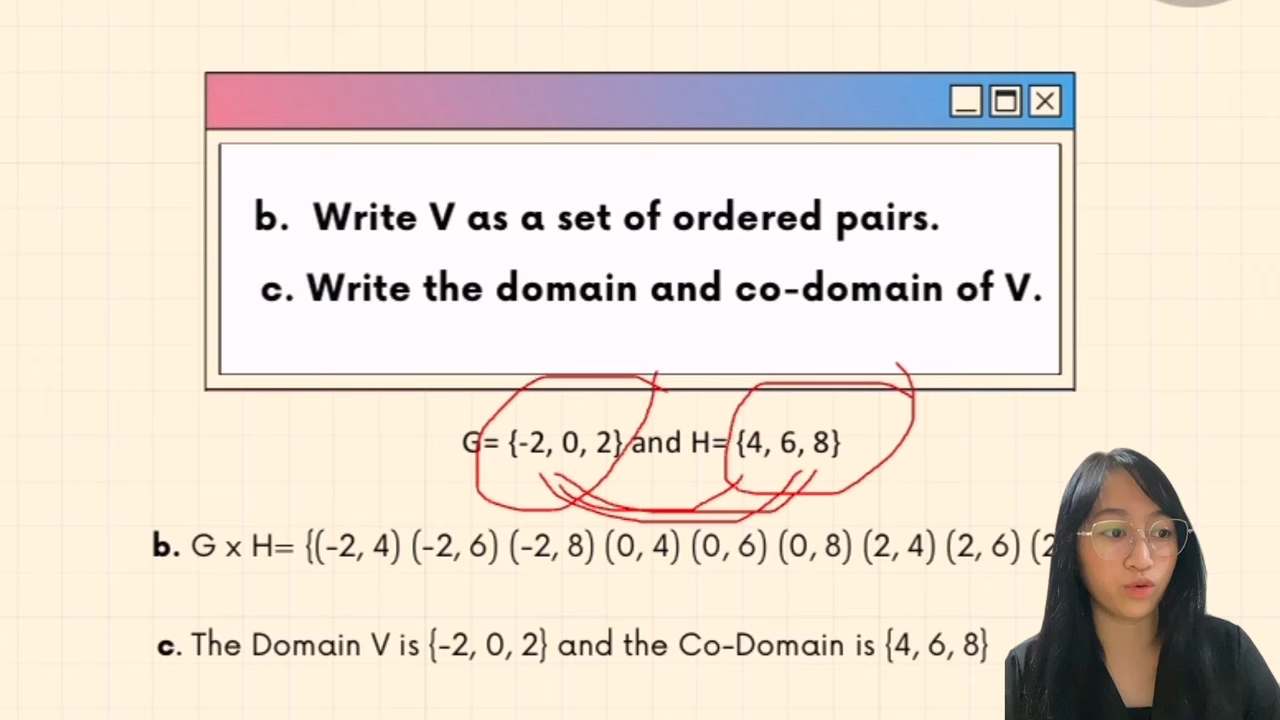 b. Write V as a set of ordered pairs.
c. Write the domain and co-domain of V.
G= {-2, 0, 2} and H= {4, 6, 8}
b. G x H= {(-2, 4) (-2, 6) (-2, 8) (0, 4) (0, 6) (0, 8) (2, 4) (2, 6) (2
c. The Domain V is {-2, 0, 2} and the Co-Domain is {4, 6, 8}